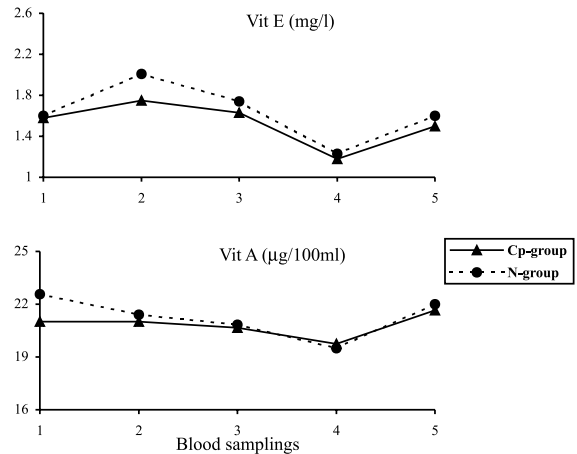 Vit E (mg/l)
2.6
2.2
1.8
1.4
1
1 2 3 4 5
Vit A (µg/100ml)
25
22
19
16
1 2 3 4 5
Blood samplings
Cp-group
N-group